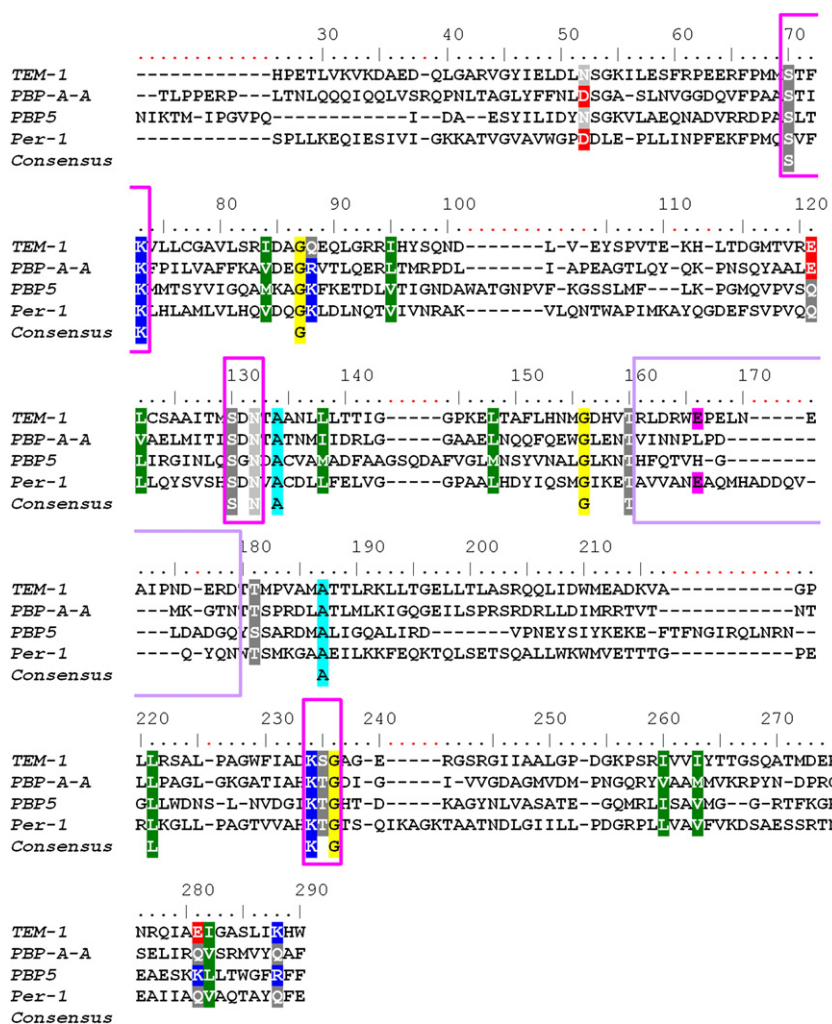 30 40 50 60 70
TEM-1 ------------HPETLVKVKDAED-QLGARVGYIELDLNSGKILESFRPEERFPMMSTF
PBP-A-A --TLPPERP---LTNLQQQIQQLVSRQPNLTAGLYFFNLDSGA-SLNVGGDQVFPAASTI
PBP5 NIKTM-IPGVPQ------------I--DA--ESYILIDYNSGKVLAENQADVRRDPASLT
Per-1 ------------SPLLKEQIESIVI-GKKATVGVAVWGPDDLE-PLLINPFEKFPMQSVF
Consensus S
80 90 100 110 120
TEM-1 KVLLCGAVLSRIDAGQEQLGRRIHYSQND-------L-V-EYSPVTE-KH-LTDGMTVRE
PBP-A-A KFPILVAFFKAVDEGRVTLQERLTMRPDL-------I-APEAGTLQY-QK-PNSQYAALE
PBP5 KMMTSYVIGQAMKAGKFKETDLVTIGNDAWATGNPVF-KGSSLMF---LK-PGMQVPVSQ
Per-1 KLHLAMLVLHQVDQGKLDLNQTVIVNRAK-------VLQNTWAPIMKAYQGDEFSVPVQQ
Consensus K G
130 140 150 160 170
TEM-1 LCSAAITMSDNTAANLLLTTIG-----GPKELTAFLHNMGDHVTRLDRWEPELN-----E
PBP-A-A VAELMITISDNTATNMIIDRLG-----GAAELNQQFQEWGLENTVINNPLPD--------
PBP5 LIRGINLQSGNDACVAMADFAAGSQDAFVGLMNSYVNALGLKNTHFQTVHG---------
Per-1 LLQYSVSHSDNVACDLLFELVG-----GPAALHDYIQSMGIKETAVVANEAQMHADDQV-
Consensus S N A G T
180 190 200 210
TEM-1 AIPND-ERDTTMPVAMATTLRKLLTGELLTLASRQQLIDWMEADKVA-----------GP
PBP-A-A ---MK-GTNTTSPRDLATLMLKIGQGEILSPRSRDRLLDIMRRTVT------------NT
PBP5 ---LDADGQYSSARDMALIGQALIRD-------VPNEYSIYKEKE-FTFNGIRQLNRN--
Per-1 ----Q-YQNNTSMKGAAEILKKFEQKTQLSETSQALLWKWMVETTTG-----------PE
Consensus A
220 230 240 250 260 270
TEM-1 LLRSAL-PAGWFIADKSGAG-E------RGSRGIIAALGP-DGKPSRIVVIYTTGSQATMDE
PBP-A-A LLPAGL-GKGATIAHKTGDI-G------I-VVGDAGMVDM-PNGQRYVAAMVKRPYN-DPRG
PBP5 GLLWDNS-L-NVDGIKTGHT-D------KAGYNLVASATE-GQMRLISAVMG--G-RTFKG
Per-1 RLKGLL-PAGTVVAHKTGTS-QIKAGKTAATNDLGIILL-PDGRPLLVAVFVKDSAESSRT
Consensus L K G
280 290
TEM-1 NRQIAEIGASLIKHW
PBP-A-A SELIRQVSRMVYQAF
PBP5 EAESKKLLTWGFRFF
Per-1 EAIIAQVAQTAYQFE
Consensus